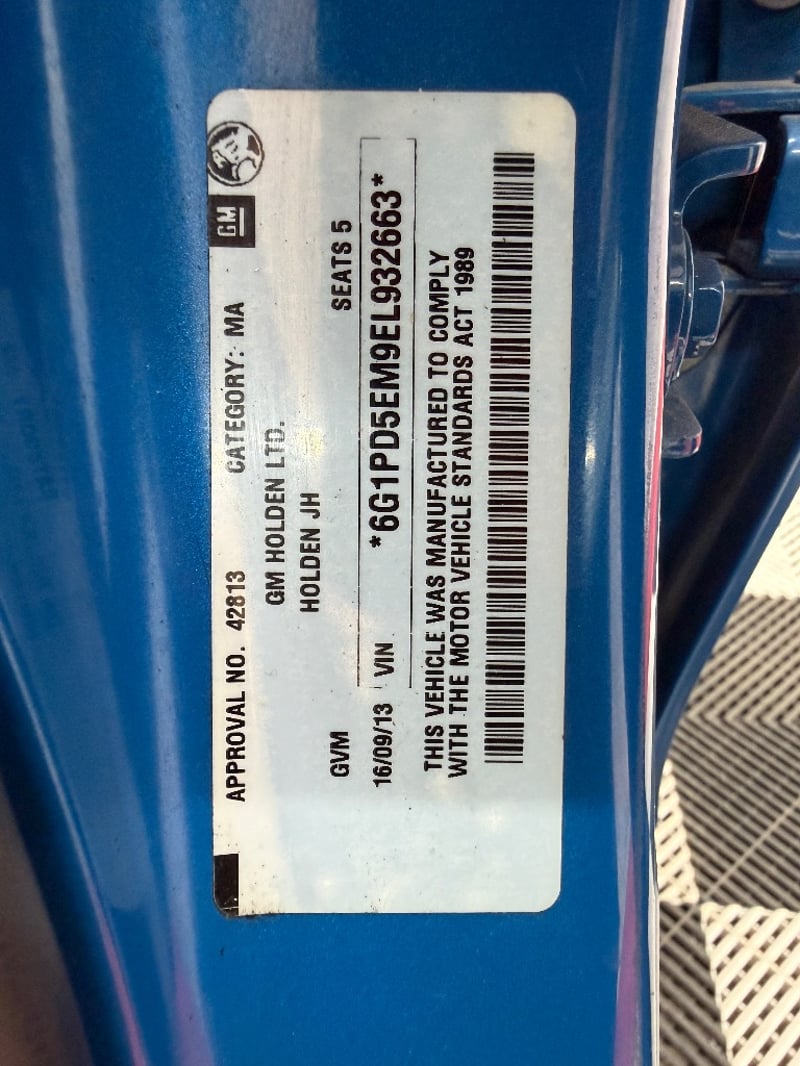 GM
APPROVAL NO. 42813 CATEGORY: MA
GM HOLDEN LTD.
HOLDEN JH
GVM SEATS 5
16/09/13 VIN *6G1PD5EM9EL932663*
THIS VEHICLE WAS MANUFACTURED TO COMPLY
WITH THE MOTOR VEHICLE STANDARDS ACT 1989